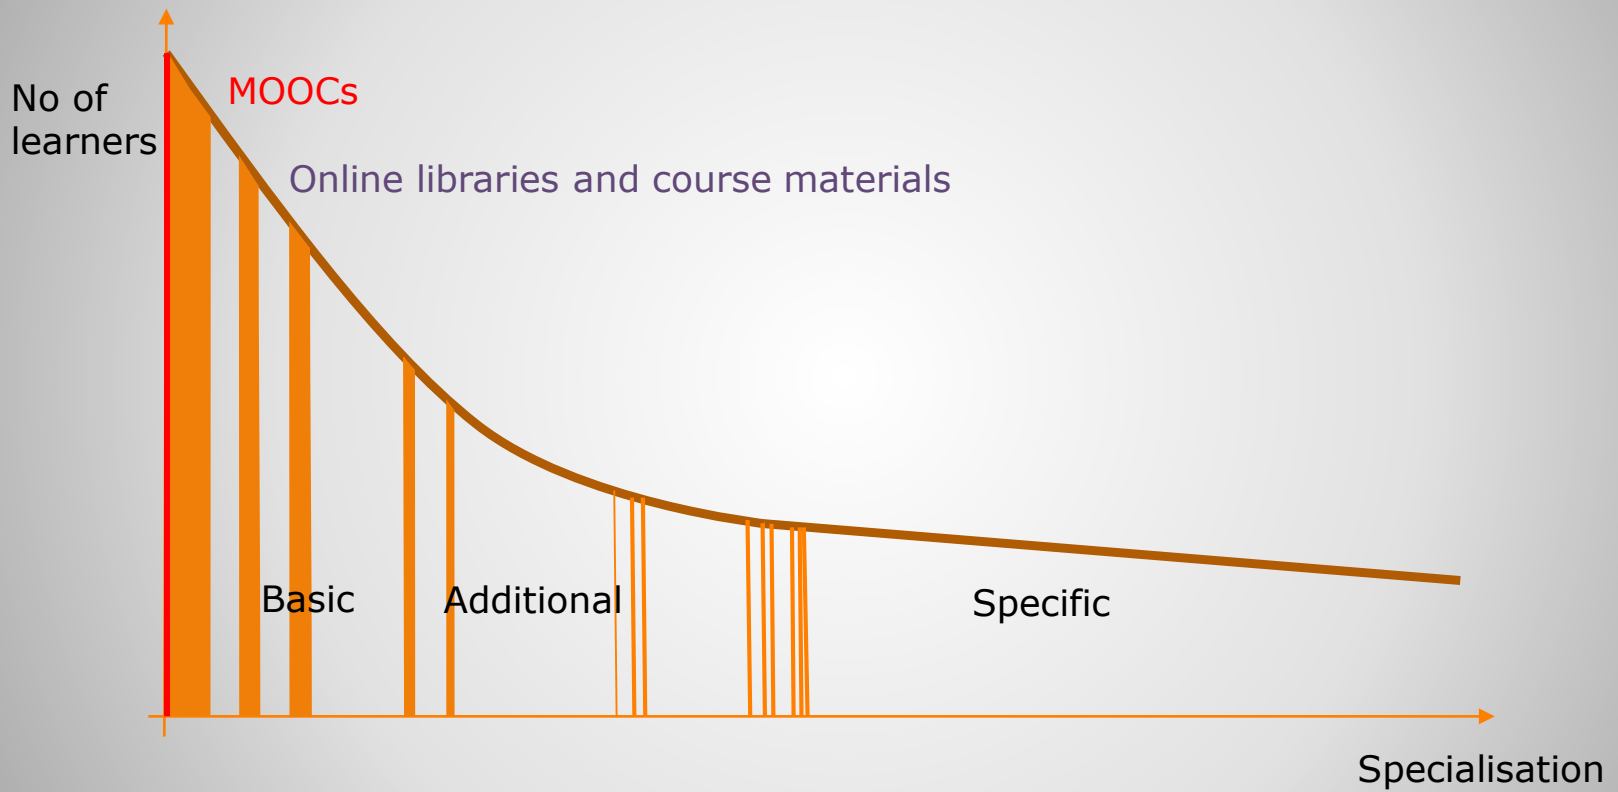 No of
learners
MOOCs
Online libraries and course materials
Basic
Additional
Specific
Specialisation